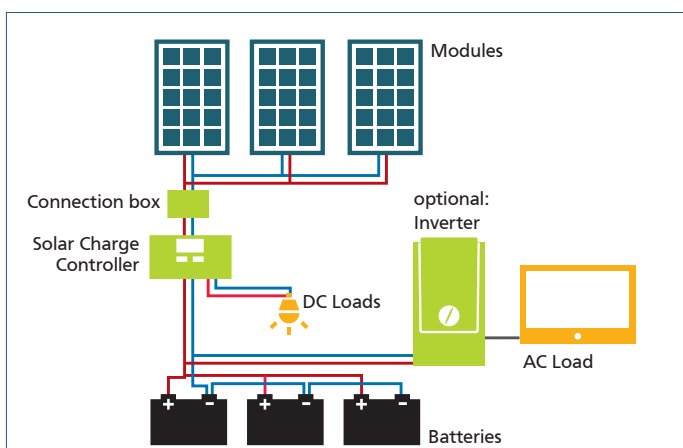 Modules
Connection box
optional:
Inverter
Solar Charge
Controller
DC Loads
AC Load
+ –
+ –
+ –
Batteries